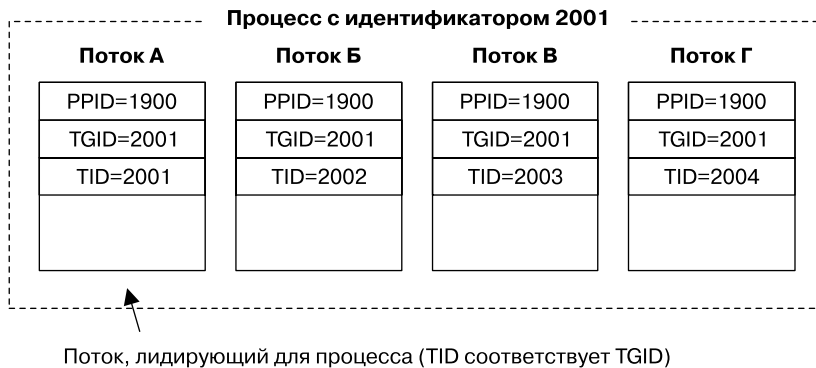 Процесс с идентификатором 2001
Поток А Поток Б Поток В Поток Г
PPID=1900 PPID=1900 PPID=1900 PPID=1900
TGID=2001 TGID=2001 TGID=2001 TGID=2001
TID=2001 TID=2002 TID=2003 TID=2004
Поток, лидирующий для процесса (TID соответствует TGID)